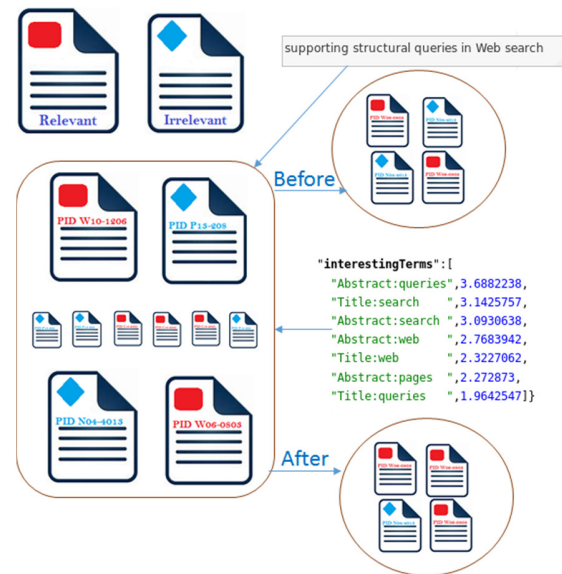 supporting structural queries in Web search
Relevant
Irrelevant
Before
PID W10-1206
PID P13-208
"interestingTerms":[
"Abstract:queries",3.6882238,
"Title:search ",3.1425757,
"Abstract:search ",3.0930638,
"Abstract:web ",2.7683942,
"Title:web ",2.3227062,
"Abstract:pages ",2.272873,
"Title:queries ",1.9642547]}
PID N04-4013
PID W06-0803
After